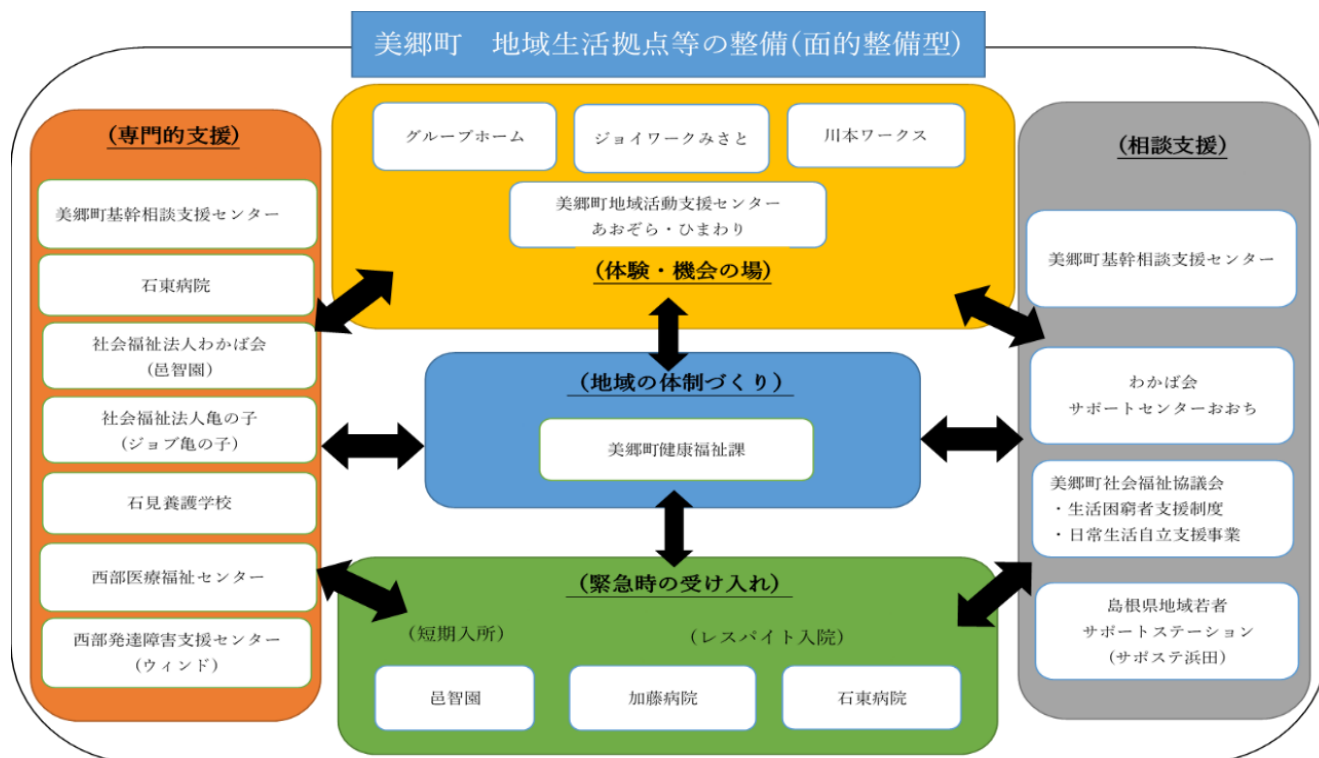 美郷町　地域生活拠点等の整備(面的整備型)
(専門的支援)
美郷町基幹相談支援センター
石東病院
社会福祉法人わかば会
(邑智園)
社会福祉法人亀の子
(ジョブ亀の子)
石見養護学校
西部医療福祉センター
西部発達障害支援センター
(ウィンド)
グループホーム
ジョイワークみさと
川本ワークス
美郷町地域活動支援センター
あおぞら・ひまわり
(体験・機会の場)
(地域の体制づくり)
美郷町健康福祉課
(緊急時の受け入れ)
(短期入所)
(レスパイト入院)
邑智園
加藤病院
石東病院
(相談支援)
美郷町基幹相談支援センター
わかば会
サポートセンターおおち
美郷町社会福祉協議会
・生活困窮者支援制度
・日常生活自立支援事業
島根県地域若者
サポートステーション
(サポステ浜田)